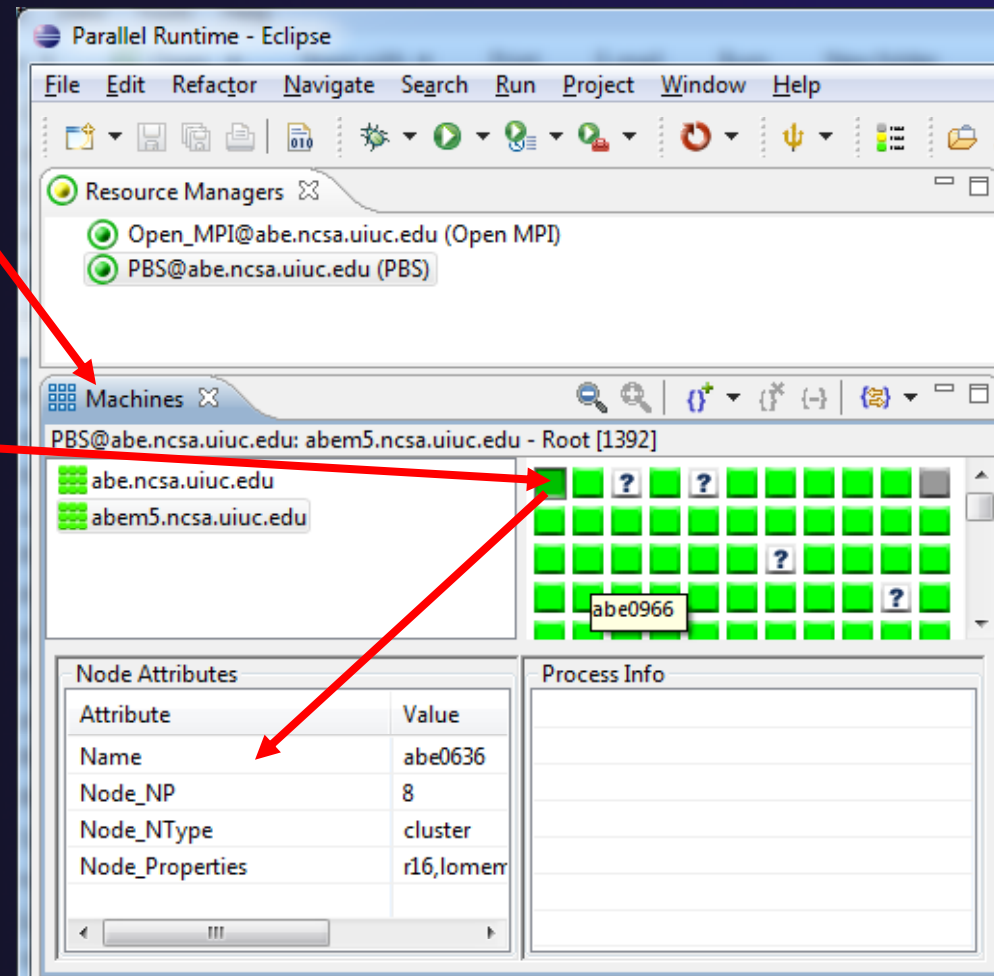 Parallel Runtime - Eclipse
File Edit Refactor Navigate Search Run Project Window Help
010
Resource Managers
Open_MPI@abe.ncsa.uiuc.edu (Open MPI)
PBS@abe.ncsa.uiuc.edu (PBS)
Machines
PBS@abe.ncsa.uiuc.edu: abem5.ncsa.uiuc.edu - Root [1392]
abe.ncsa.uiuc.edu
abem5.ncsa.uiuc.edu
? ?
?
?
abe0966
Node Attributes
Attribute Value
Name abe0636
Node_NP 8
Node_NType cluster
Node_Properties r16,lomem
Process Info